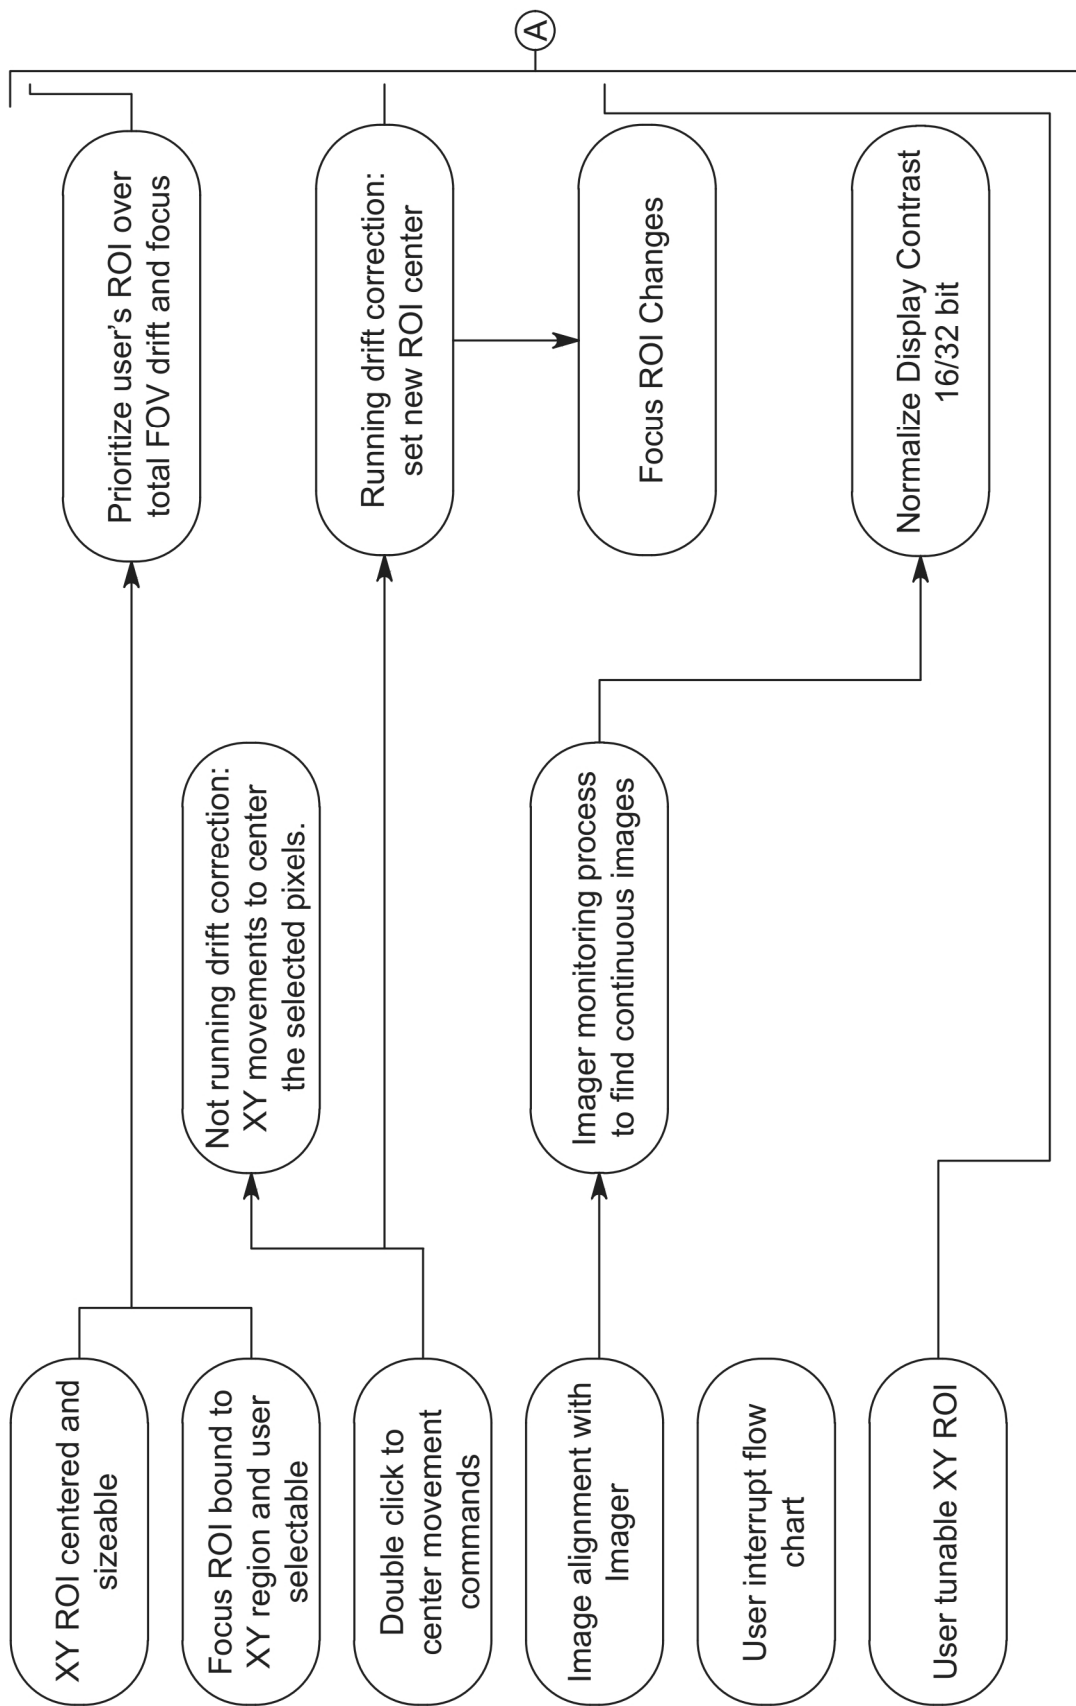 XY ROI centered and
sizeable
Focus ROI bound to
XY region and user
selectable
Double click to
center movement
commands
Image alignment with
Imager
User interrupt flow
chart
User tunable XY ROI
Not running drift correction:
XY movements to center
the selected pixels.
Imager monitoring process
to find continuous images
Prioritize user's ROI over
total FOV drift and focus
Running drift correction:
set new ROI center
Focus ROI Changes
Normalize Display Contrast
16/32 bit
A